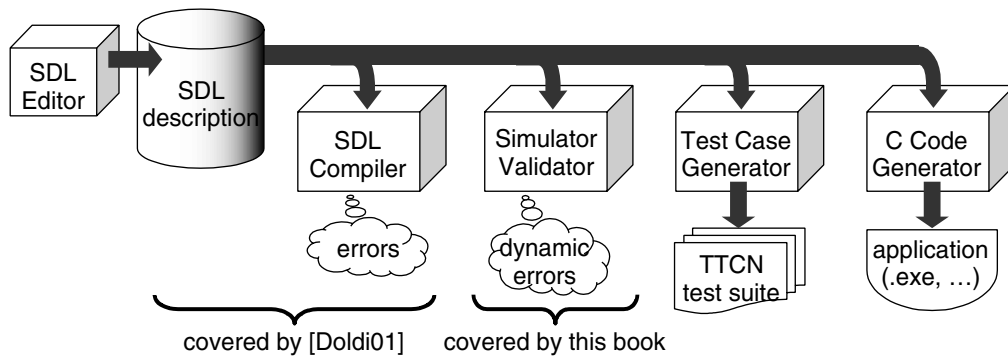 SDL
Editor
SDL
description
SDL
Compiler
Simulator
Validator
Test Case
Generator
C Code
Generator
errors
dynamic
errors
TTCN
test suite
application
(.exe, …)
covered by [Doldi01]
covered by this book